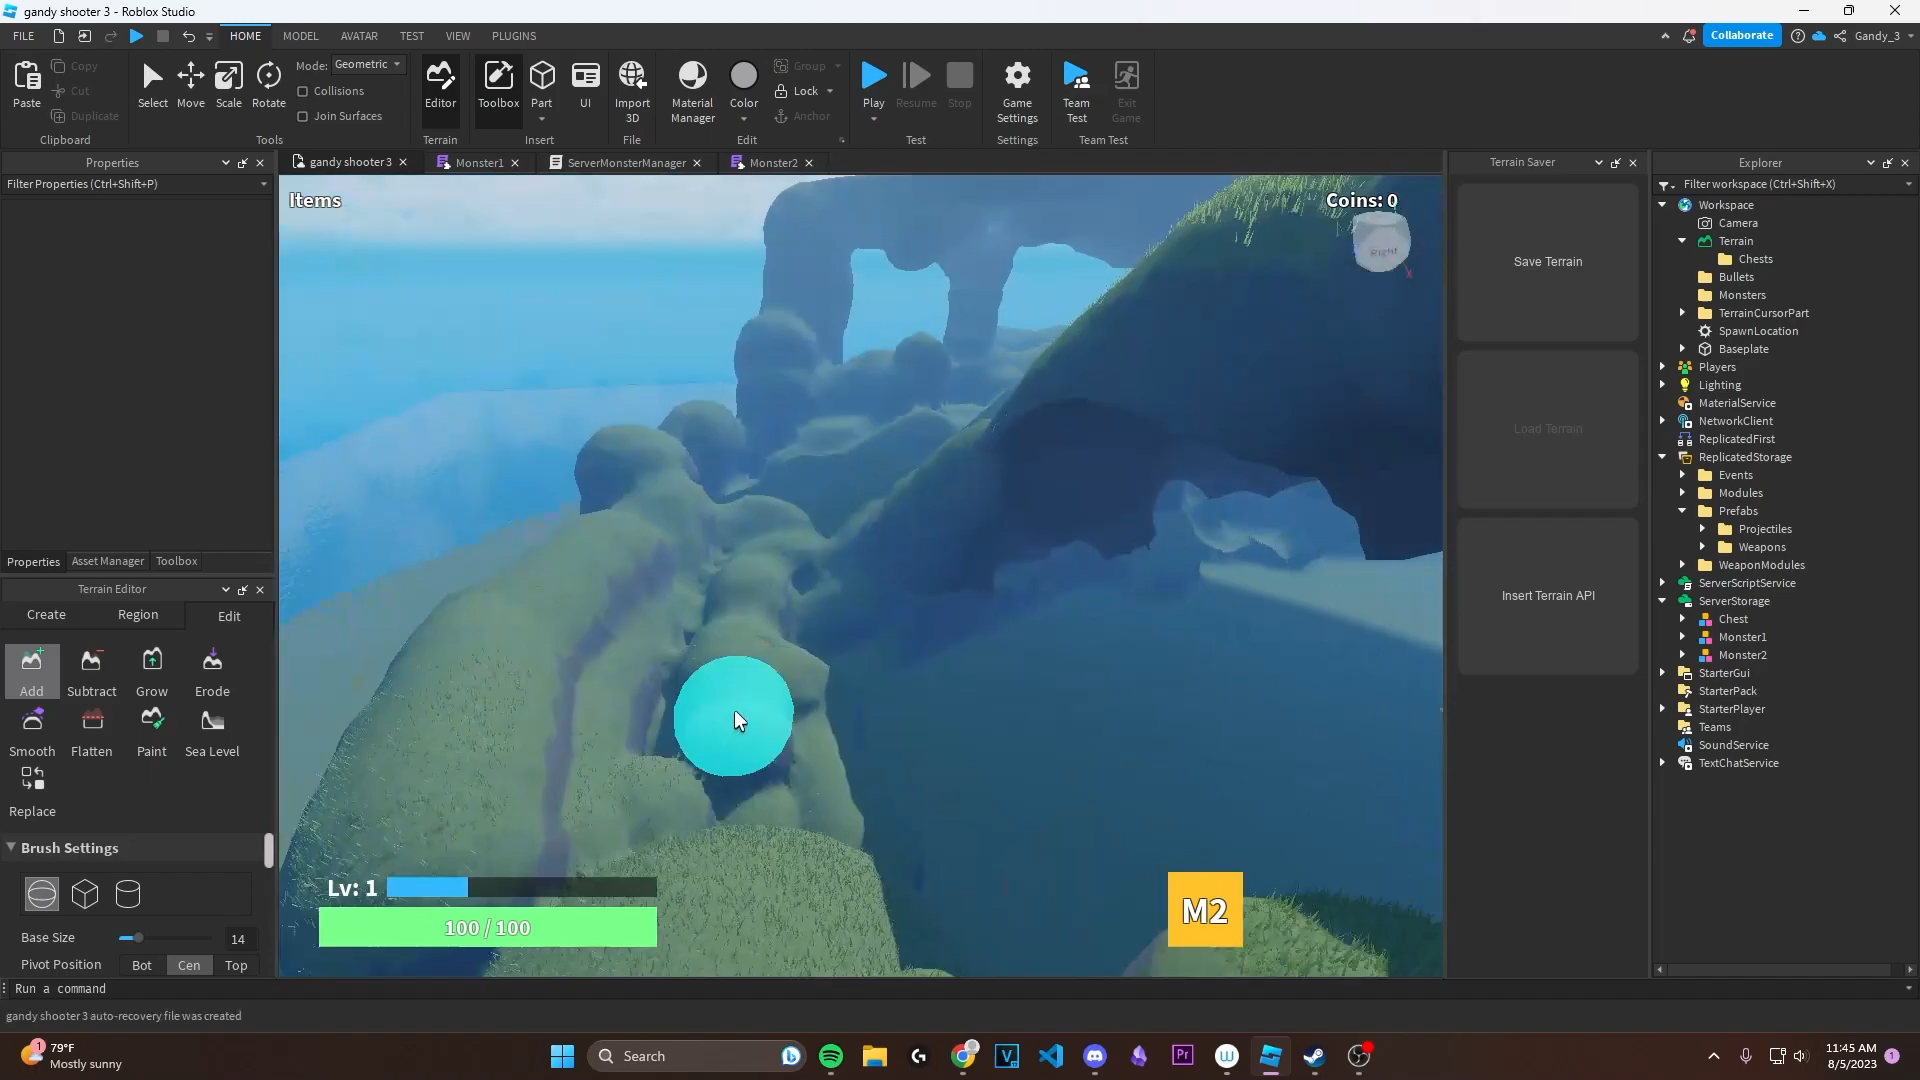 gandy shooter 3 - Roblox Studio
FILE
HOME
MODEL
AVATAR
TEST
VIEW
PLUGINS
Collaborate
Gandy_3
Paste
Copy
Cut
Duplicate
Clipboard
Select
Move
Scale
Rotate
Mode: Geometric
Collisions
Join Surfaces
Tools
Editor
Terrain
Toolbox
Part
UI
Insert
Import 3D
File
Material Manager
Color
Group
Lock
Anchor
Edit
Play
Resume
Stop
Test
Game Settings
Settings
Team Test
Exit Game
Team Test
Properties
Filter Properties (Ctrl+Shift+P)
Properties
Asset Manager
Toolbox
Terrain Editor
Create
Region
Edit
Add
Subtract
Grow
Erode
Smooth
Flatten
Paint
Sea Level
Replace
Brush Settings
Base Size
14
Pivot Position
Bot
Cen
Top
gandy shooter 3
Monster1
ServerMonsterManager
Monster2
Items
Coins: 0
Right
X
Lv: 1
100 / 100
M2
Terrain Saver
Save Terrain
Load Terrain
Insert Terrain API
Explorer
Filter workspace (Ctrl+Shift+X)
Workspace
Camera
Terrain
Chests
Bullets
Monsters
TerrainCursorPart
SpawnLocation
Baseplate
Players
Lighting
MaterialService
NetworkClient
ReplicatedFirst
ReplicatedStorage
Events
Modules
Prefabs
Projectiles
Weapons
WeaponModules
ServerScriptService
ServerStorage
Chest
Monster1
Monster2
StarterGui
StarterPack
StarterPlayer
Teams
SoundService
TextChatService
Run a command
gandy shooter 3 auto-recovery file was created
1
79°F
Mostly sunny
Search
11:45 AM
8/5/2023
1